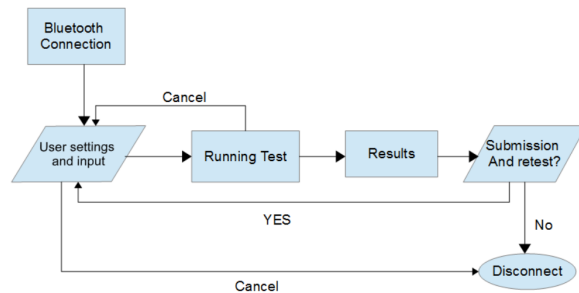 Bluetooth
Connection
Cancel
User settings
and input
Running Test
Results
Submission
And retest?
YES
No
Disconnect
Cancel